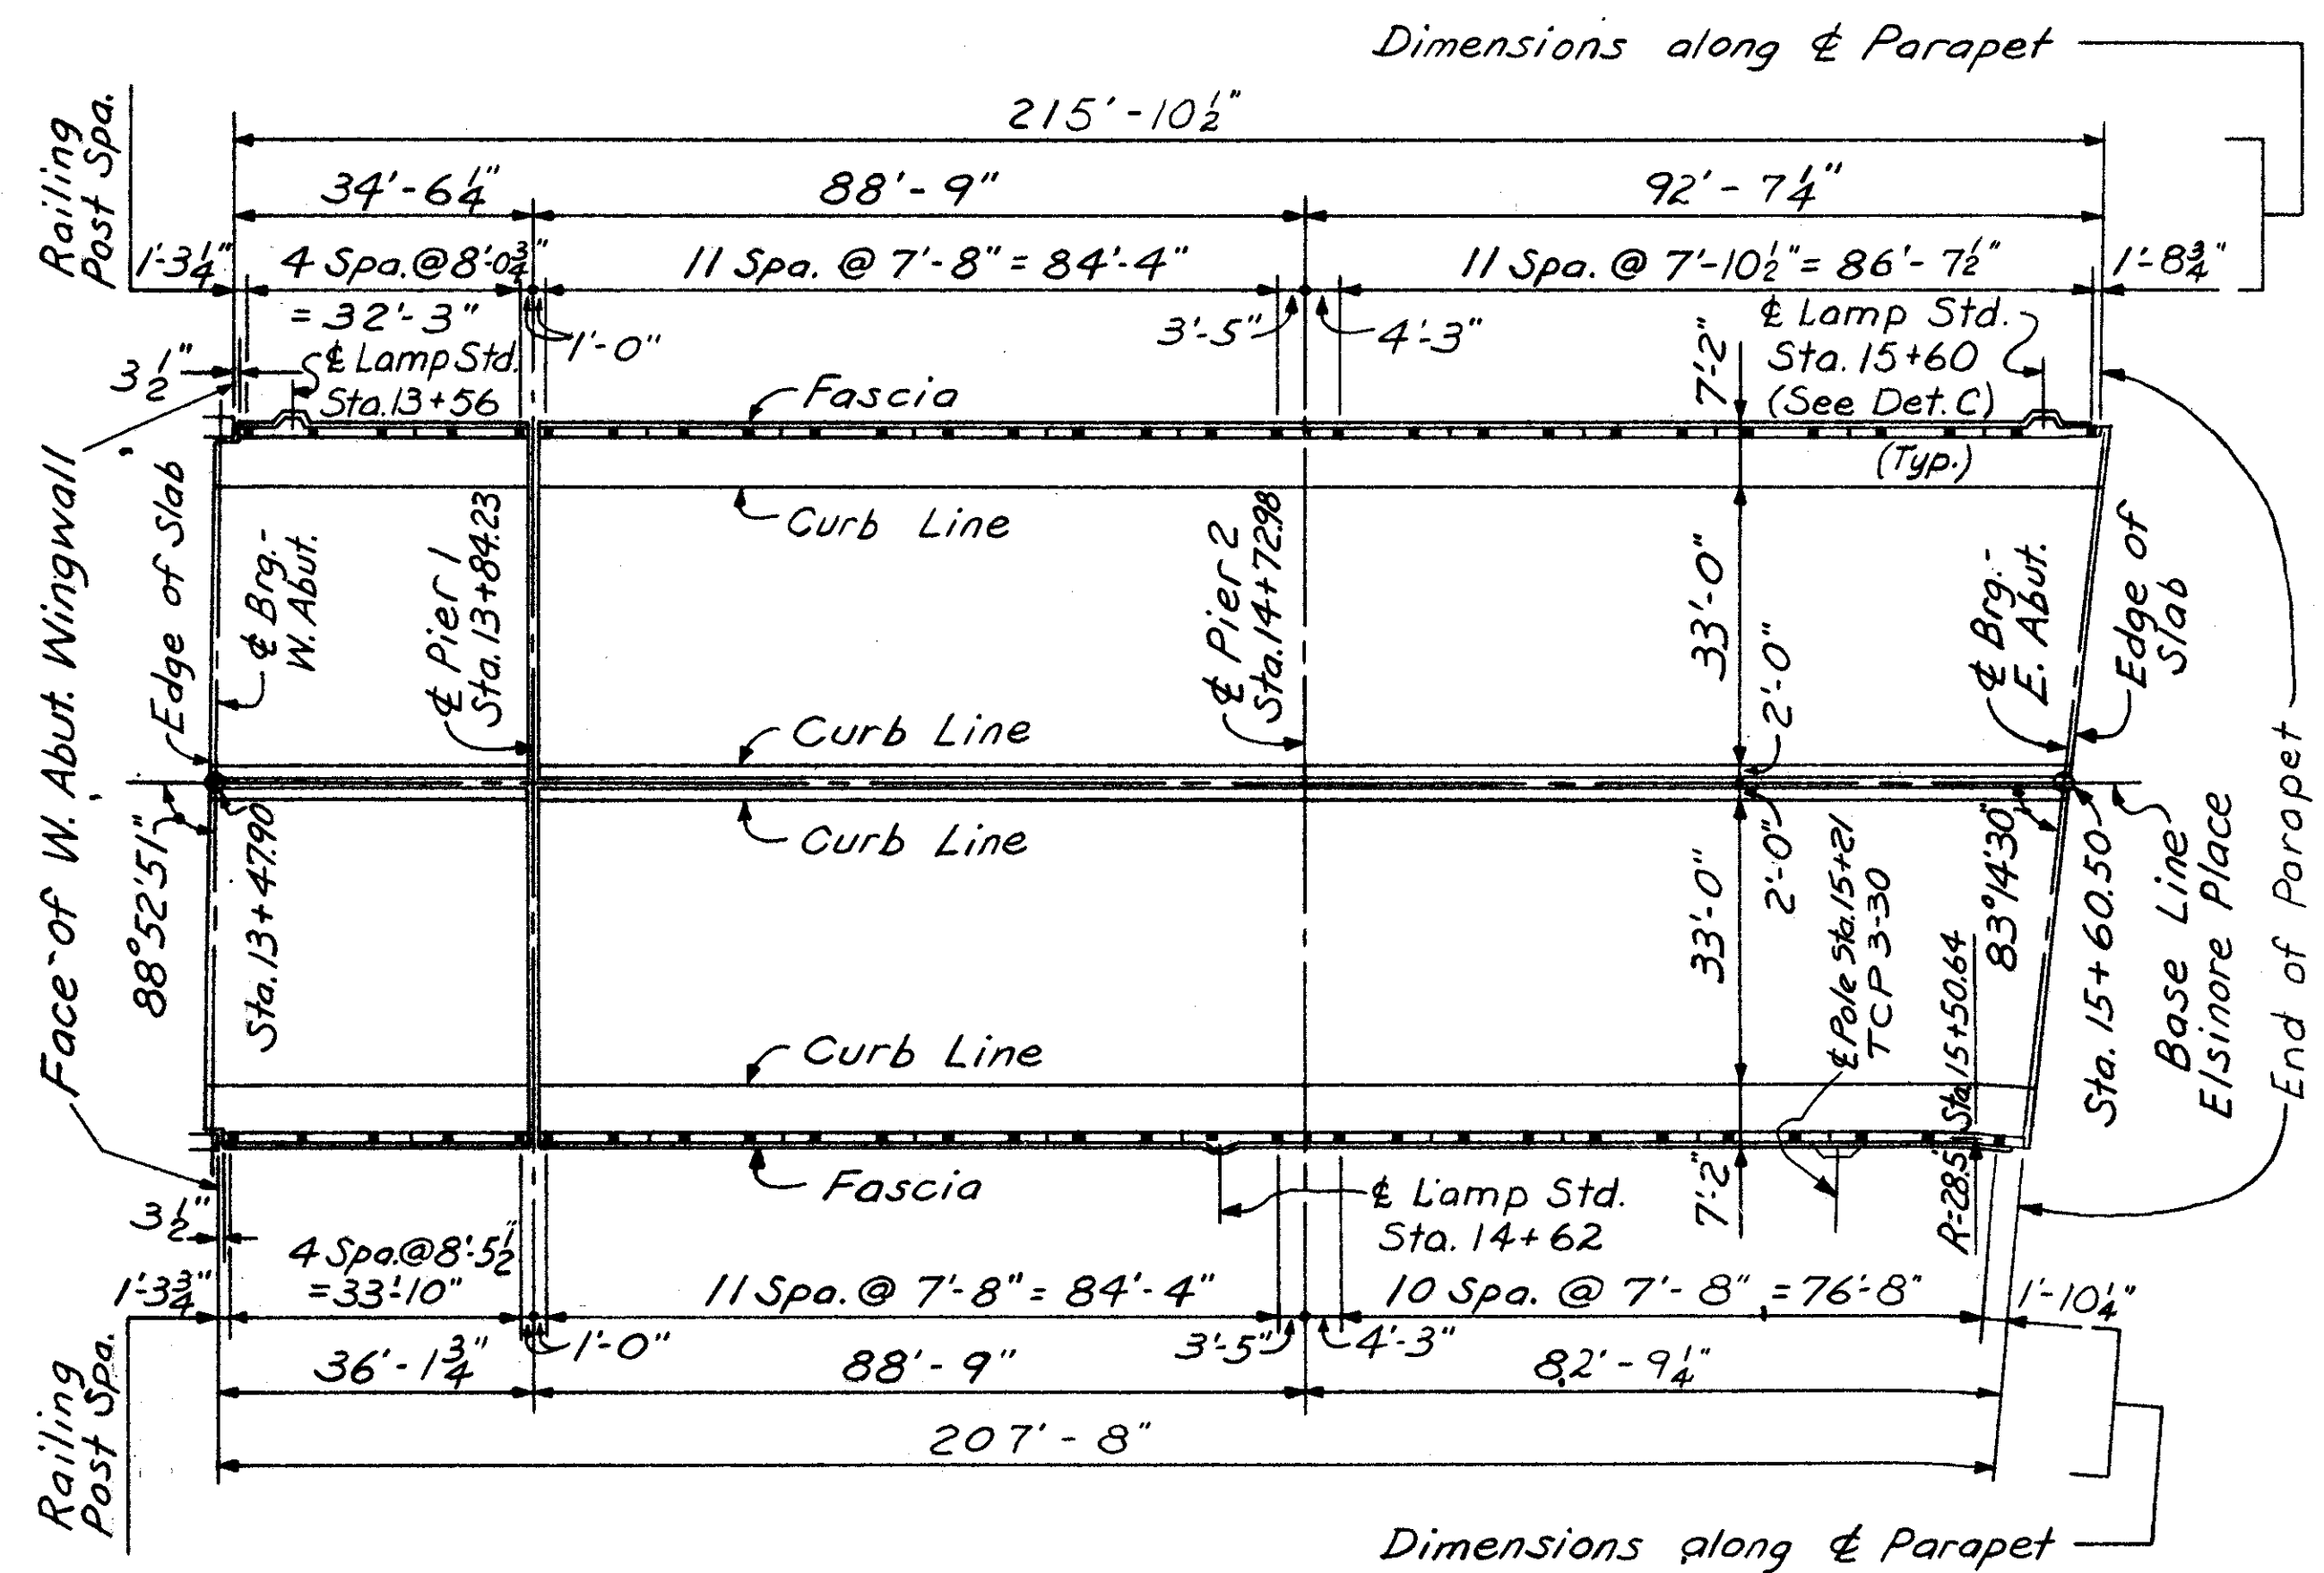 Dimensions along ℄ Parapet
Railing
Post Spa.
215'-10½"
34'-6¼"
88'-9"
92'-7¼"
1'-3¼"
4 Spa.@8'-0¾"
= 32'-3"
11 Spa. @ 7'-8" = 84'-4"
11 Spa. @ 7'-10½" = 86'-7½"
1'-8¾"
3½"
℄ Lamp Std.
Sta. 13+56
1'-0"
3'-5"
4'-3"
7'-2"
℄ Lamp Std.
Sta. 15+60
(See Det. C)
Fascia
(Typ.)
Face of W. Abut. Wingwall
Edge of Slab
℄ Brg.-
W. Abut.
℄ Pier 1
Sta. 13+84.23
Curb Line
℄ Pier 2
Sta. 14+72.98
33'-0"
2'-0"
℄ Brg.-
E. Abut.
Edge of
Slab
Curb Line
88°52'51"
Sta. 13+47.90
Curb Line
33'-0"
2'-0"
℄ Pole Sta. 15+21
TCP 3-30
Sta. 15+50.64
83°14'30"
Sta. 15+60.50
Base Line
Elsinore Place
End of Parapet
Curb Line
Fascia
℄ Lamp Std.
Sta. 14+62
7'-2"
R=28.5'
3½"
1'-3¾"
4 Spa.@8'-5½"
=33'-10"
11 Spa. @ 7'-8" = 84'-4"
10 Spa. @ 7'-8" = 76'-8"
1'-10¼"
1'-0"
3'-5"
4'-3"
36'-1¾"
88'-9"
82'-9¼"
207'-8"
Railing
Post Spa.
Dimensions along ℄ Parapet